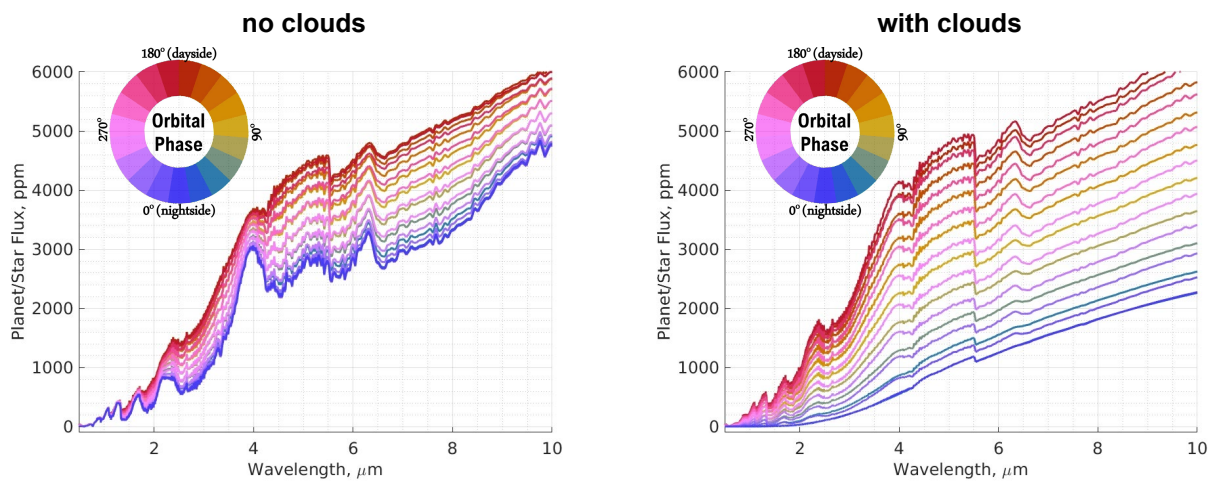 no clouds
180° (dayside)
270°
Orbital
Phase
90°
0° (nightside)
Planet/Star Flux, ppm
6000
5000
4000
3000
2000
1000
0
2
4
6
8
10
Wavelength, μm
with clouds
180° (dayside)
270°
Orbital
Phase
90°
0° (nightside)
Planet/Star Flux, ppm
6000
5000
4000
3000
2000
1000
0
2
4
6
8
10
Wavelength, μm